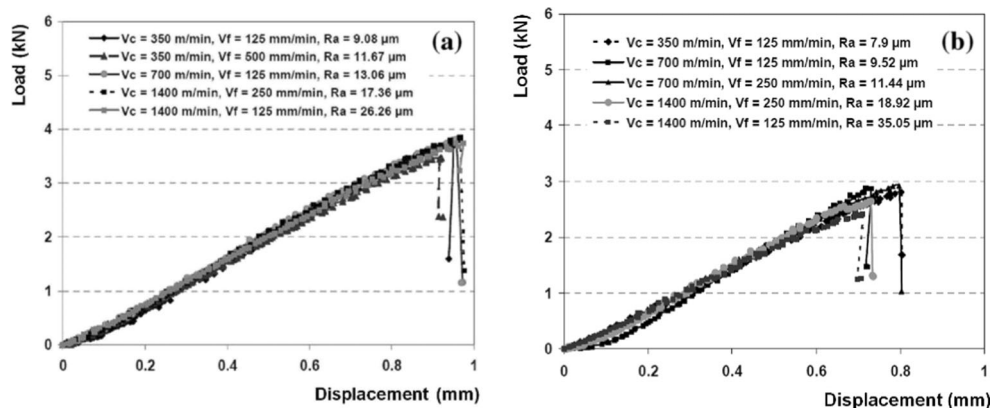 Load (kN)
6
5
4
3
2
1
0
Vc = 350 m/min, Vf = 125 mm/min, Ra = 9.08 µm
Vc = 350 m/min, Vf = 500 mm/min, Ra = 11.67 µm
Vc = 700 m/min, Vf = 125 mm/min, Ra = 13.06 µm
Vc = 1400 m/min, Vf = 250 mm/min, Ra = 17.36 µm
Vc = 1400 m/min, Vf = 125 mm/min, Ra = 26.26 µm
(a)
0 0.2 0.4 0.6 0.8 1
Displacement (mm)
Load (kN)
6
5
4
3
2
1
0
(b)
Vc = 350 m/min, Vf = 125 mm/min, Ra = 7.9 µm
Vc = 700 m/min, Vf = 125 mm/min, Ra = 9.52 µm
Vc = 700 m/min, Vf = 250 mm/min, Ra = 11.44 µm
Vc = 1400 m/min, Vf = 250 mm/min, Ra = 18.92 µm
Vc = 1400 m/min, Vf = 125 mm/min, Ra = 35.05 µm
0 0.2 0.4 0.6 0.8 1
Displacement (mm)